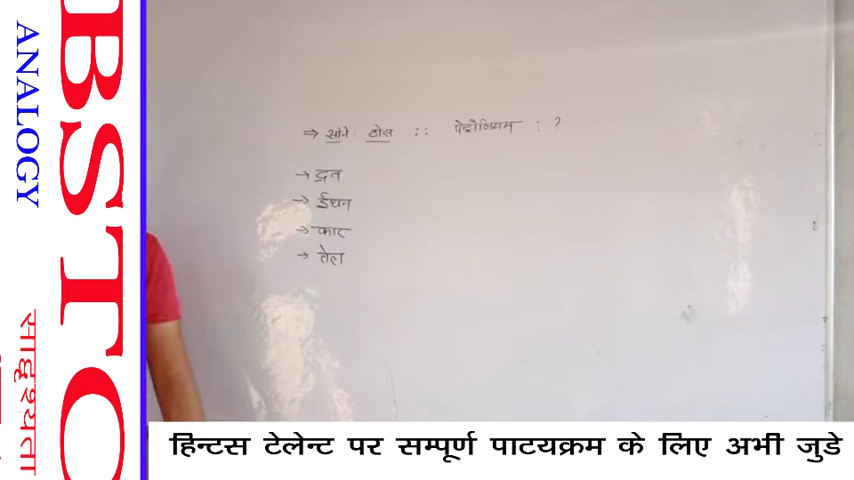 BSTC
ANALOGY
सादृश्यता
⇒ सोने : ठोस :: पेट्रोलियम : ?
→ द्रव
→ ईंधन
→ कार
→ तेल
हिन्टस टेलेन्ट पर सम्पूर्ण पाटयक्रम के लिए अभी जुडे